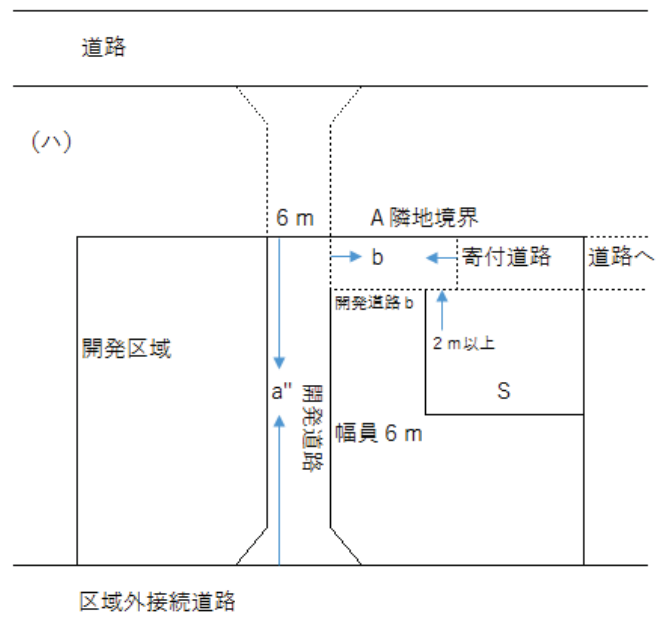 道路
（ハ）
6 m
A 隣地境界
b
寄付道路
道路へ
開発道路 b
2 m以上
開発区域
a"
開発道路
S
幅員 6 m
区域外接続道路